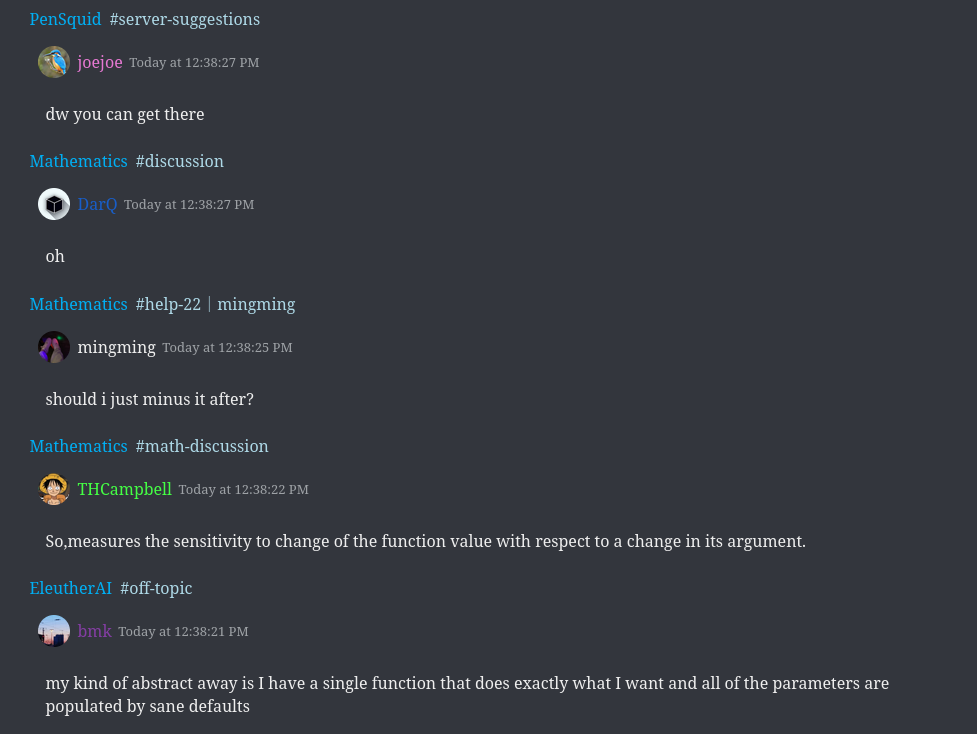 PenSquid #server-suggestions
joejoe Today at 12:38:27 PM
dw you can get there
Mathematics #discussion
DarQ Today at 12:38:27 PM
oh
Mathematics #help-22 | mingming
mingming Today at 12:38:25 PM
should i just minus it after?
Mathematics #math-discussion
THCampbell Today at 12:38:22 PM
So,measures the sensitivity to change of the function value with respect to a change in its argument.
EleutherAI #off-topic
bmk Today at 12:38:21 PM
my kind of abstract away is I have a single function that does exactly what I want and all of the parameters are
populated by sane defaults